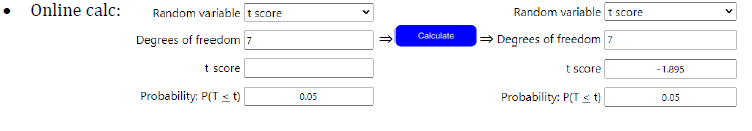 • Online calc: Random variable t score Random variable t score
Degrees of freedom 7 ⇒ Calculate ⇒ Degrees of freedom 7
t score t score -1.895
Probability: P(T ≤ t) 0.05 Probability: P(T ≤ t) 0.05